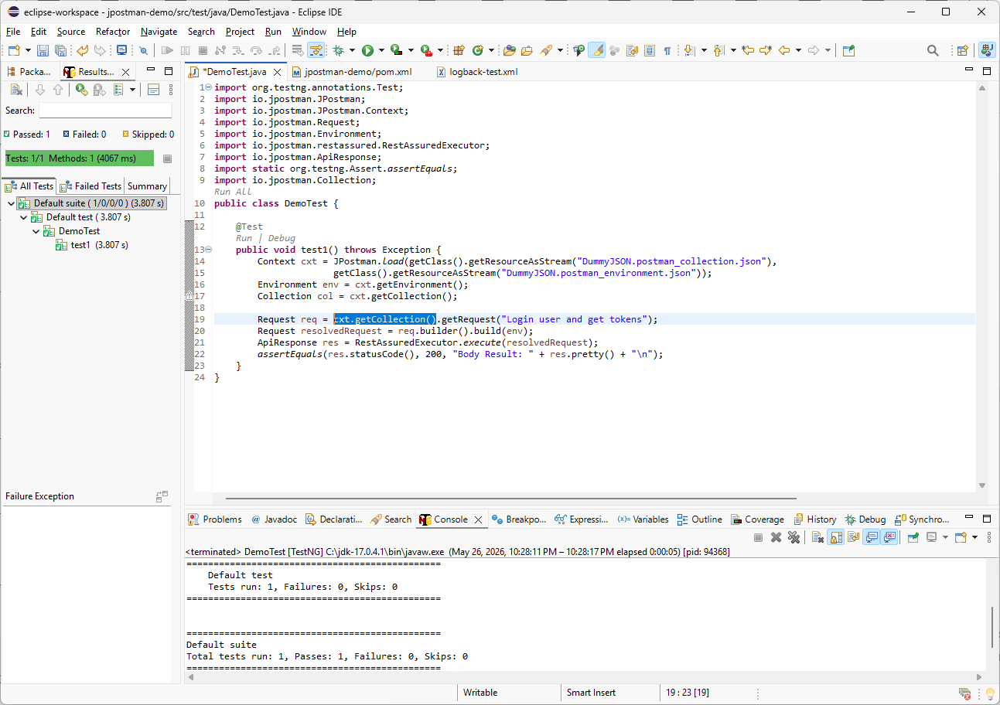 eclipse-workspace - jpostman-demo/src/test/java/DemoTest.java - Eclipse IDE
File Edit Source Refactor Navigate Search Project Run Window Help
Packa... Results...
Search:
Passed: 1 Failed: 0 Skipped: 0
Tests: 1/1 Methods: 1 (4067 ms)
All Tests Failed Tests Summary
Default suite ( 1/0/0/0 ) (3.807 s)
Default test ( 3.807 s)
DemoTest
test1 (3.807 s)
Failure Exception
*DemoTest.java jpostman-demo/pom.xml logback-test.xml
1 import org.testng.annotations.Test;
2 import io.jpostman.JPostman;
3 import io.jpostman.JPostman.Context;
4 import io.jpostman.Request;
5 import io.jpostman.Environment;
6 import io.jpostman.restassured.RestAssuredExecutor;
7 import io.jpostman.ApiResponse;
8 import static org.testng.Assert.assertEquals;
9 import io.jpostman.Collection;
Run All
10 public class DemoTest {
11
12 @Test
Run | Debug
13 public void test1() throws Exception {
14 Context cxt = JPostman.load(getClass().getResourceAsStream("DummyJSON.postman_collection.json"),
15 getClass().getResourceAsStream("DummyJSON.postman_environment.json"));
16 Environment env = cxt.getEnvironment();
17 Collection col = cxt.getCollection();
18
19 Request req = cxt.getCollection().getRequest("Login user and get tokens");
20 Request resolvedRequest = req.builder().build(env);
21 ApiResponse res = RestAssuredExecutor.execute(resolvedRequest);
22 assertEquals(res.statusCode(), 200, "Body Result: " + res.pretty() + "\n");
23 }
24 }
Problems Javadoc Declarati... Search Console Breakpo... Expressi... Variables Outline Coverage History Debug Synchro...
<terminated> DemoTest [TestNG] C:\jdk-17.0.4.1\bin\javaw.exe (May 26, 2026, 10:28:11 PM – 10:28:17 PM elapsed 0:00:05) [pid: 94368]
===============================================
Default test
Tests run: 1, Failures: 0, Skips: 0
===============================================
===============================================
Default suite
Total tests run: 1, Passes: 1, Failures: 0, Skips: 0
===============================================
Writable Smart Insert 19 : 23 [19]